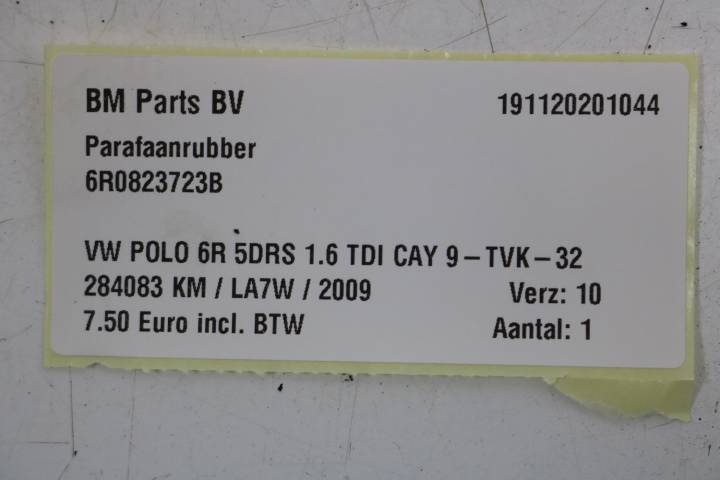 BM Parts BV 191120201044
Parafaanrubber
6R0823723B
VW POLO 6R 5DRS 1.6 TDI CAY 9-TVK-32
284083 KM / LA7W / 2009 Verz: 10
7.50 Euro incl. BTW Aantal: 1